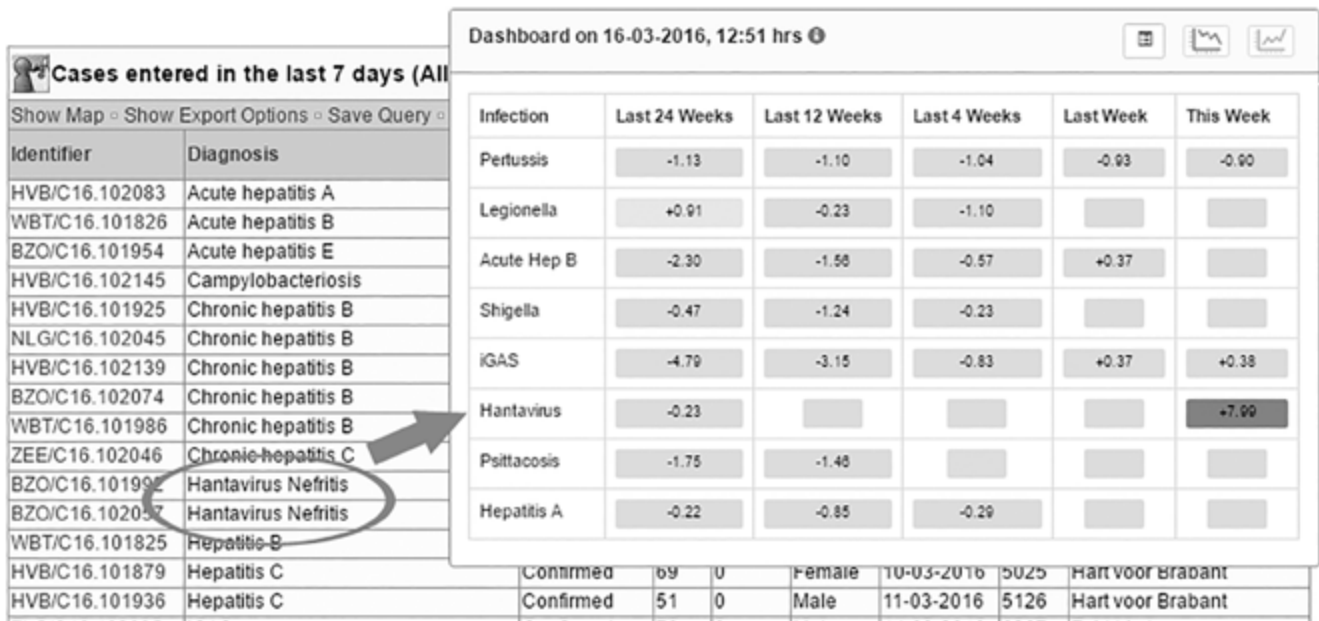 Dashboard on 16-03-2016, 12:51 hrs
Cases entered in the last 7 days (All
Show Map Show Export Options Save Query
Identifier Diagnosis
HVB/C16.102083 Acute hepatitis A
WBT/C16.101826 Acute hepatitis B
BZO/C16.101954 Acute hepatitis E
HVB/C16.102145 Campylobacteriosis
HVB/C16.101925 Chronic hepatitis B
NLG/C16.102045 Chronic hepatitis B
HVB/C16.102139 Chronic hepatitis B
BZO/C16.102074 Chronic hepatitis B
WBT/C16.101986 Chronic hepatitis B
ZEE/C16.102046 Chronic hepatitis C
BZO/C16.101992 Hantavirus Nefritis
BZO/C16.102057 Hantavirus Nefritis
WBT/C16.101825 Hepatitis B
HVB/C16.101879 Hepatitis C Confirmed 69 0 Female 10-03-2016 5025 Hart voor Brabant
HVB/C16.101936 Hepatitis C Confirmed 51 0 Male 11-03-2016 5126 Hart voor Brabant
Infection Last 24 Weeks Last 12 Weeks Last 4 Weeks Last Week This Week
Pertussis -1.13 -1.10 -1.04 -0.93 -0.90
Legionella +0.91 -0.23 -1.10
Acute Hep B -2.30 -1.56 -0.57 +0.37
Shigella -0.47 -1.24 -0.23
iGAS -4.79 -3.15 -0.83 +0.37 +0.38
Hantavirus -0.23 +7.99
Psittacosis -1.75 -1.46
Hepatitis A -0.22 -0.85 -0.29